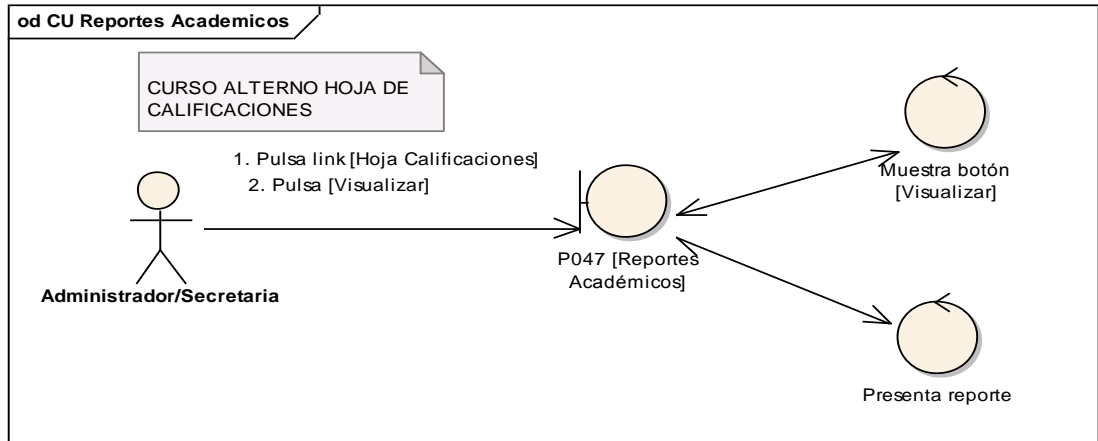 od CU Reportes Academicos
CURSO ALTERNO HOJA DE
CALIFICACIONES
1. Pulsa link [Hoja Calificaciones]
2. Pulsa [Visualizar]
Muestra botón
[Visualizar]
P047 [Reportes
Académicos]
Administrador/Secretaria
Presenta reporte